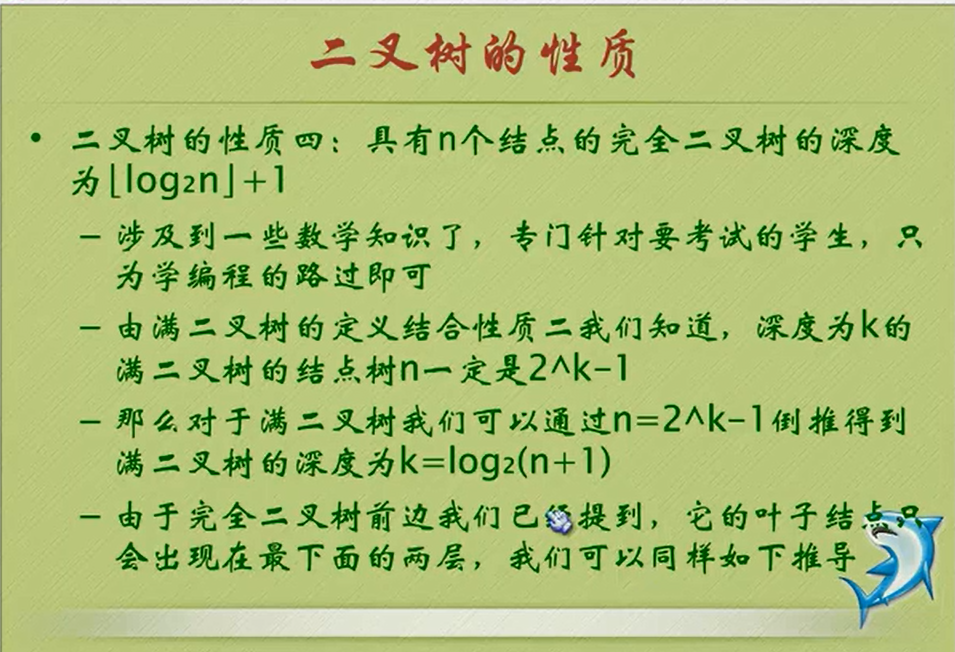 二叉树的性质
• 二叉树的性质四：具有n个结点的完全二叉树的深度
为⌊log₂n⌋+1
– 涉及到一些数学知识了，专门针对要考试的学生，只
为学编程的路过即可
– 由满二叉树的定义结合性质二我们知道，深度为k的
满二叉树的结点树n一定是2^k-1
– 那么对于满二叉树我们可以通过n=2^k-1倒推得到
满二叉树的深度为k=log₂(n+1)
– 由于完全二叉树前边我们已经提到，它的叶子结点只
会出现在最下面的两层，我们可以同样如下推导